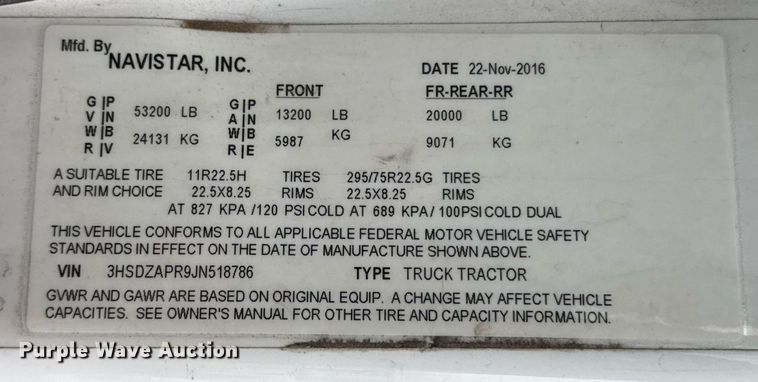 Mfd. By NAVISTAR, INC. DATE 22-Nov-2016
FRONT FR-REAR-RR
G|P 53200 LB G|P 13200 LB 20000 LB
V|N A|N
W|B 24131 KG W|B 5987 KG 9071 KG
R|V R|E
A SUITABLE TIRE 11R22.5H TIRES 295/75R22.5G TIRES
AND RIM CHOICE 22.5X8.25 RIMS 22.5X8.25 RIMS
AT 827 KPA /120 PSI COLD AT 689 KPA / 100PSI COLD DUAL
THIS VEHICLE CONFORMS TO ALL APPLICABLE FEDERAL MOTOR VEHICLE SAFETY
STANDARDS IN EFFECT ON THE DATE OF MANUFACTURE SHOWN ABOVE.
VIN 3HSDZAPR9JN518786 TYPE TRUCK TRACTOR
GVWR AND GAWR ARE BASED ON ORIGINAL EQUIP. A CHANGE MAY AFFECT VEHICLE
CAPACITIES. SEE OWNER'S MANUAL FOR OTHER TIRE AND CAPACITY INFORMATION.
Purple Wave Auction